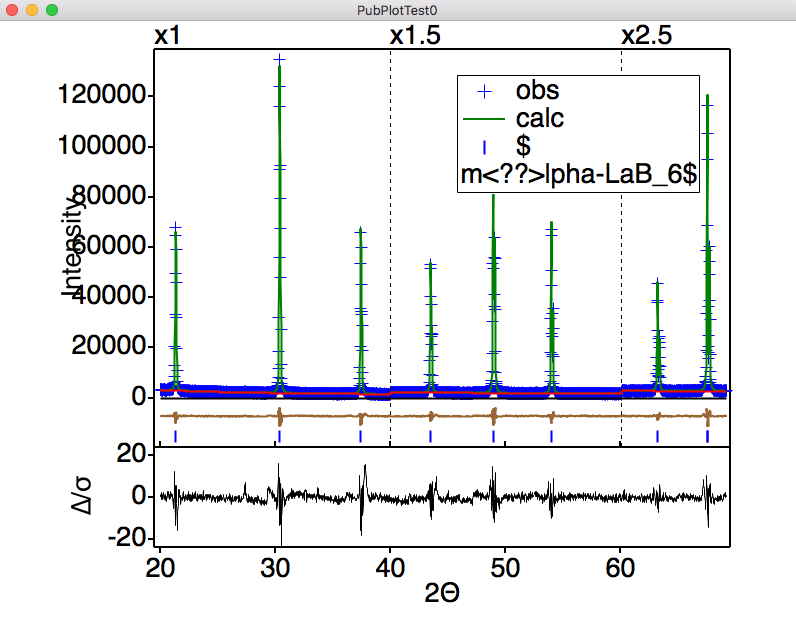 PubPlotTest0
x1 x1.5 x2.5
obs
calc
$
m<??>lpha-LaB_6$
Intensity
120000
100000
80000
60000
40000
20000
0
Δ/σ
20
0
-20
20 30 40 50 60
2Θ